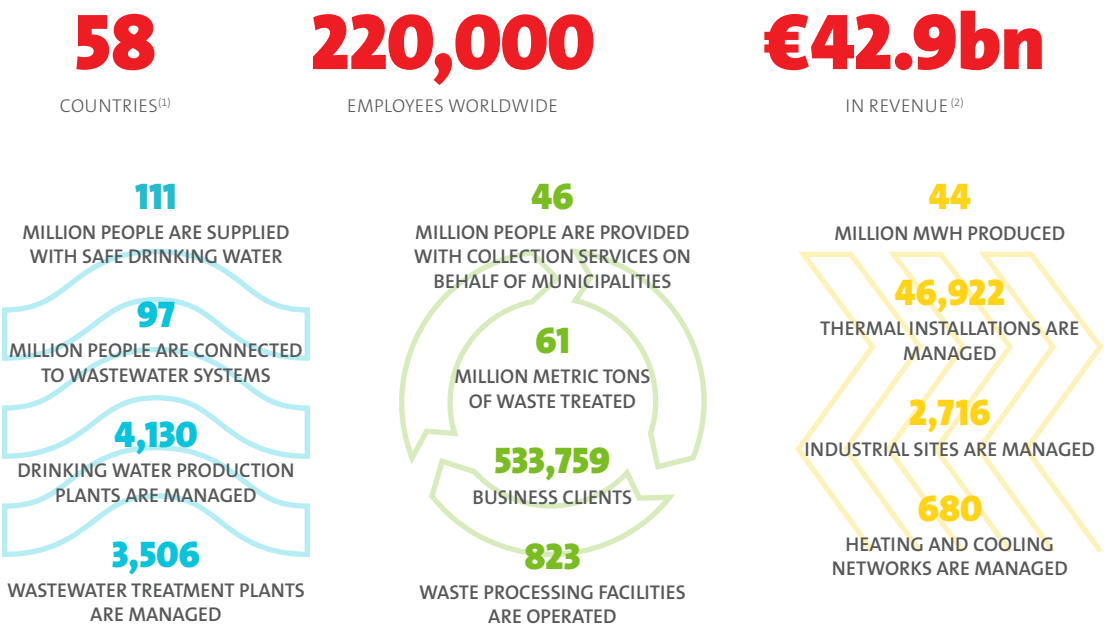 58
COUNTRIES(1)
220,000
EMPLOYEES WORLDWIDE
€42.9bn
IN REVENUE (2)
111
MILLION PEOPLE ARE SUPPLIED
WITH SAFE DRINKING WATER
97
MILLION PEOPLE ARE CONNECTED
TO WASTEWATER SYSTEMS
4,130
DRINKING WATER PRODUCTION
PLANTS ARE MANAGED
3,506
WASTEWATER TREATMENT PLANTS
ARE MANAGED
46
MILLION PEOPLE ARE PROVIDED
WITH COLLECTION SERVICES ON
BEHALF OF MUNICIPALITIES
61
MILLION METRIC TONS
OF WASTE TREATED
533,759
BUSINESS CLIENTS
823
WASTE PROCESSING FACILITIES
ARE OPERATED
44
MILLION MWH PRODUCED
46,922
THERMAL INSTALLATIONS ARE
MANAGED
2,716
INDUSTRIAL SITES ARE MANAGED
680
HEATING AND COOLING
NETWORKS ARE MANAGED